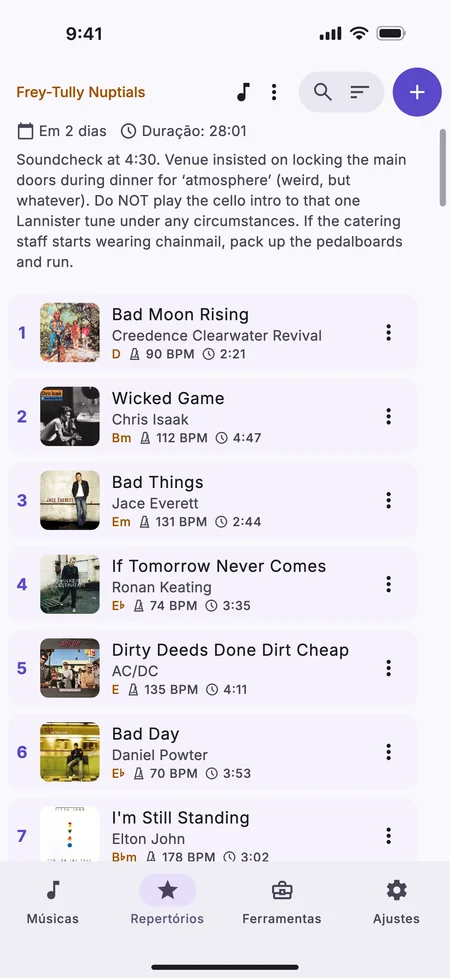 9:41
Frey-Tully Nuptials
Em 2 dias Duração: 28:01
Soundcheck at 4:30. Venue insisted on locking the main
doors during dinner for ‘atmosphere’ (weird, but
whatever). Do NOT play the cello intro to that one
Lannister tune under any circumstances. If the catering
staff starts wearing chainmail, pack up the pedalboards
and run.
1
Bad Moon Rising
Creedence Clearwater Revival
D 90 BPM 2:21
2
Wicked Game
Chris Isaak
Bm 112 BPM 4:47
3
Bad Things
Jace Everett
Em 131 BPM 2:44
4
If Tomorrow Never Comes
Ronan Keating
E♭ 74 BPM 3:35
5
Dirty Deeds Done Dirt Cheap
AC/DC
E 135 BPM 4:11
6
Bad Day
Daniel Powter
E♭ 70 BPM 3:53
7
I'm Still Standing
Elton John
B♭m 178 BPM 3:02
Músicas Repertórios Ferramentas Ajustes